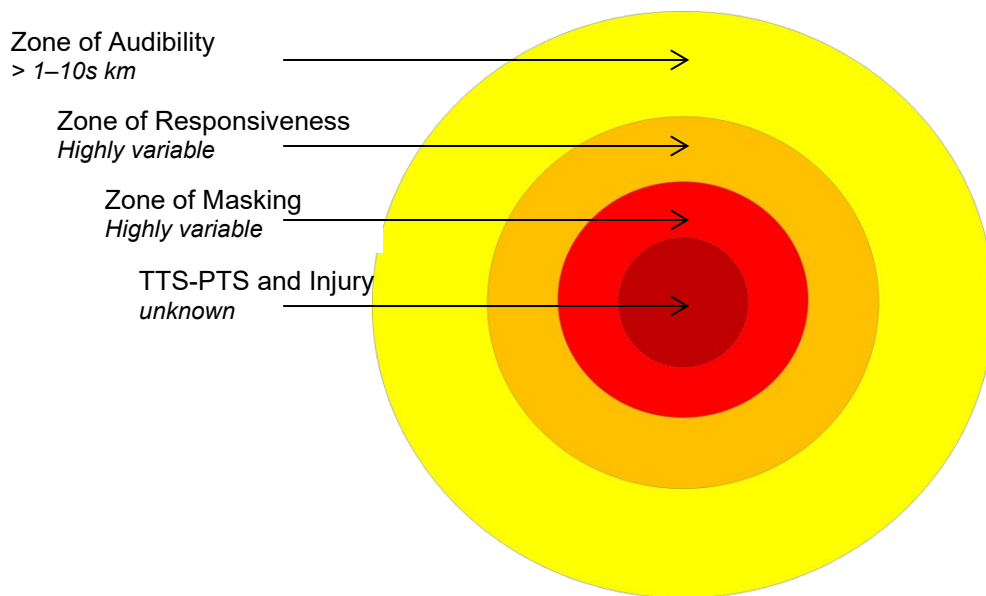 Zone of Audibility
> 1–10s km
Zone of Responsiveness
Highly variable
Zone of Masking
Highly variable
TTS-PTS and Injury
unknown